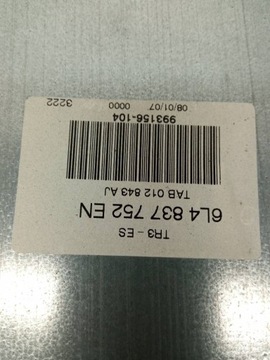 TR3 - ES
6L4 837 752 EN
TAB 012 843 AJ
993156-104
08/01/07 0000 3222